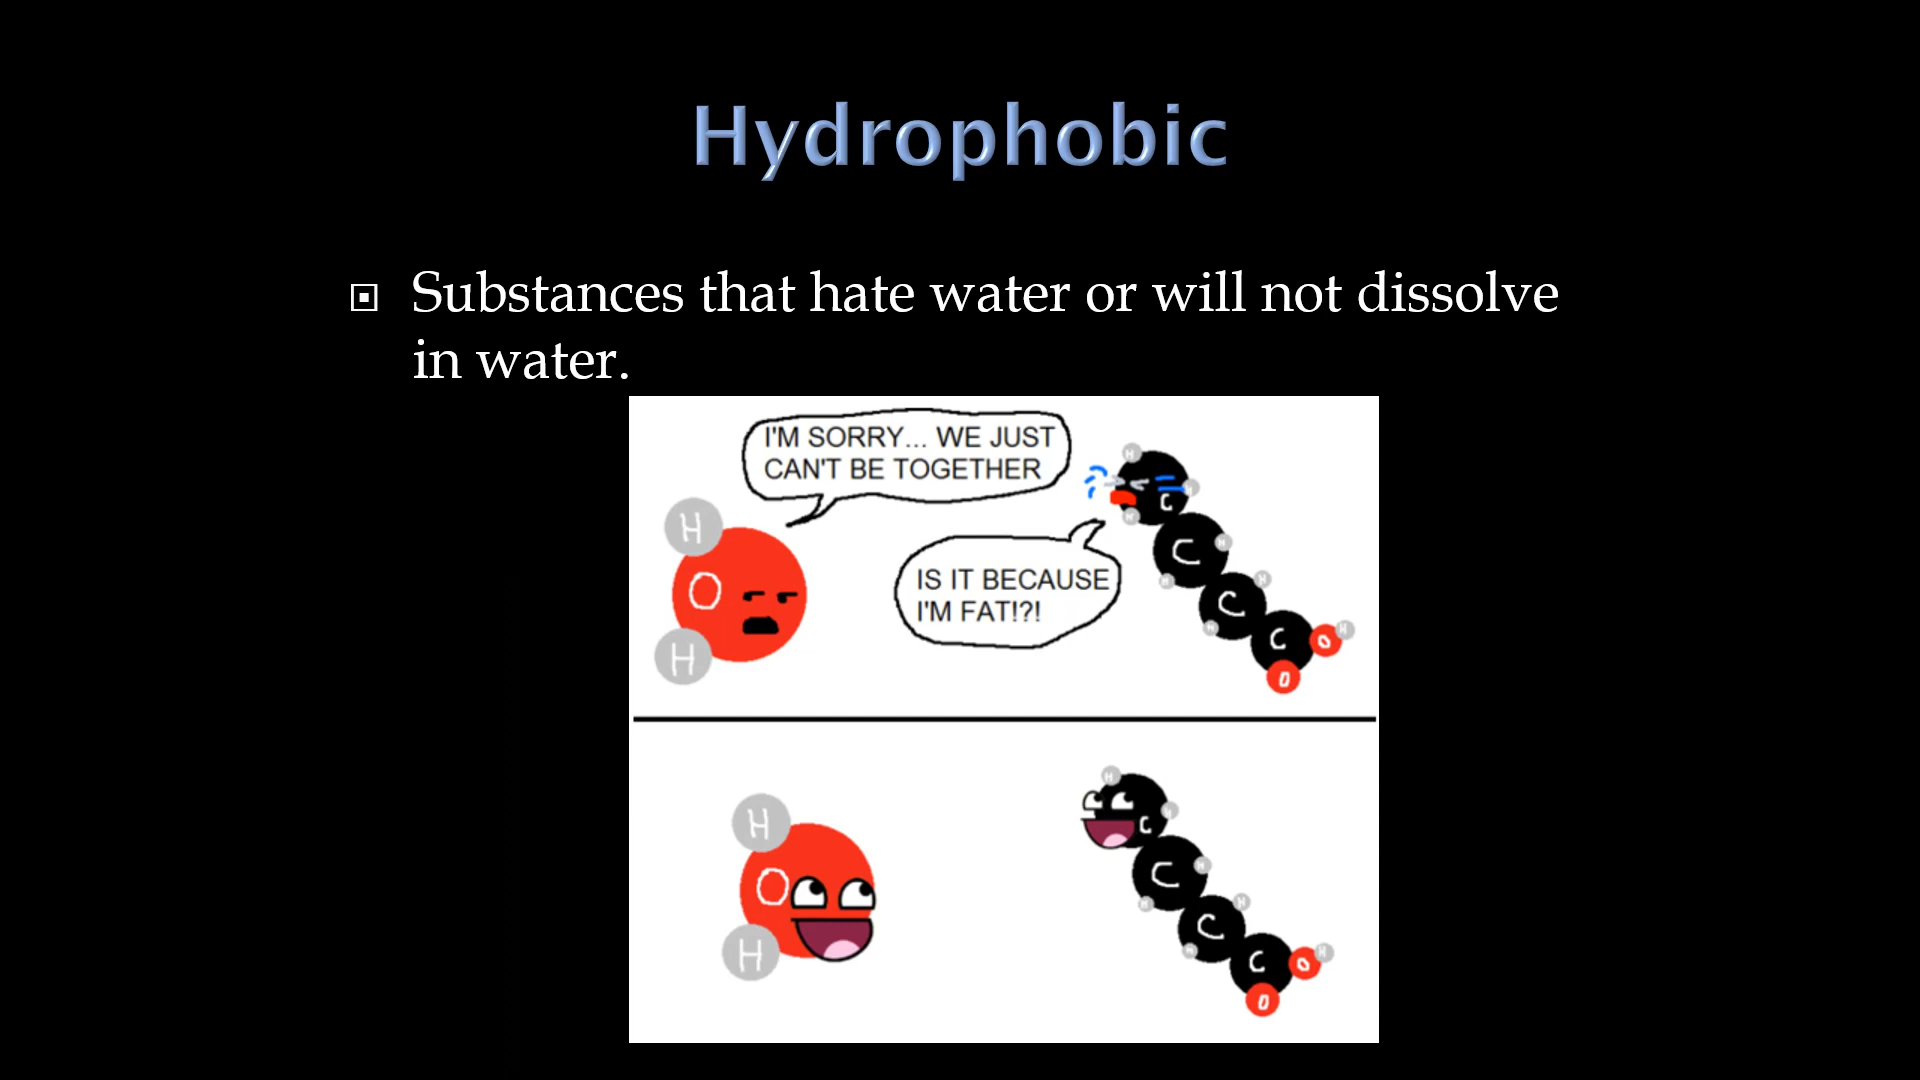 Hydrophobic
Substances that hate water or will not dissolve
in water.
I'M SORRY... WE JUST
CAN'T BE TOGETHER
IS IT BECAUSE
I'M FAT!?!
H
O
H
H
C
H
H
C
H
H
C
H
H
C
O
H
O
H
O
H
H
C
H
C
H
H
C
H
H
C
O
H
O